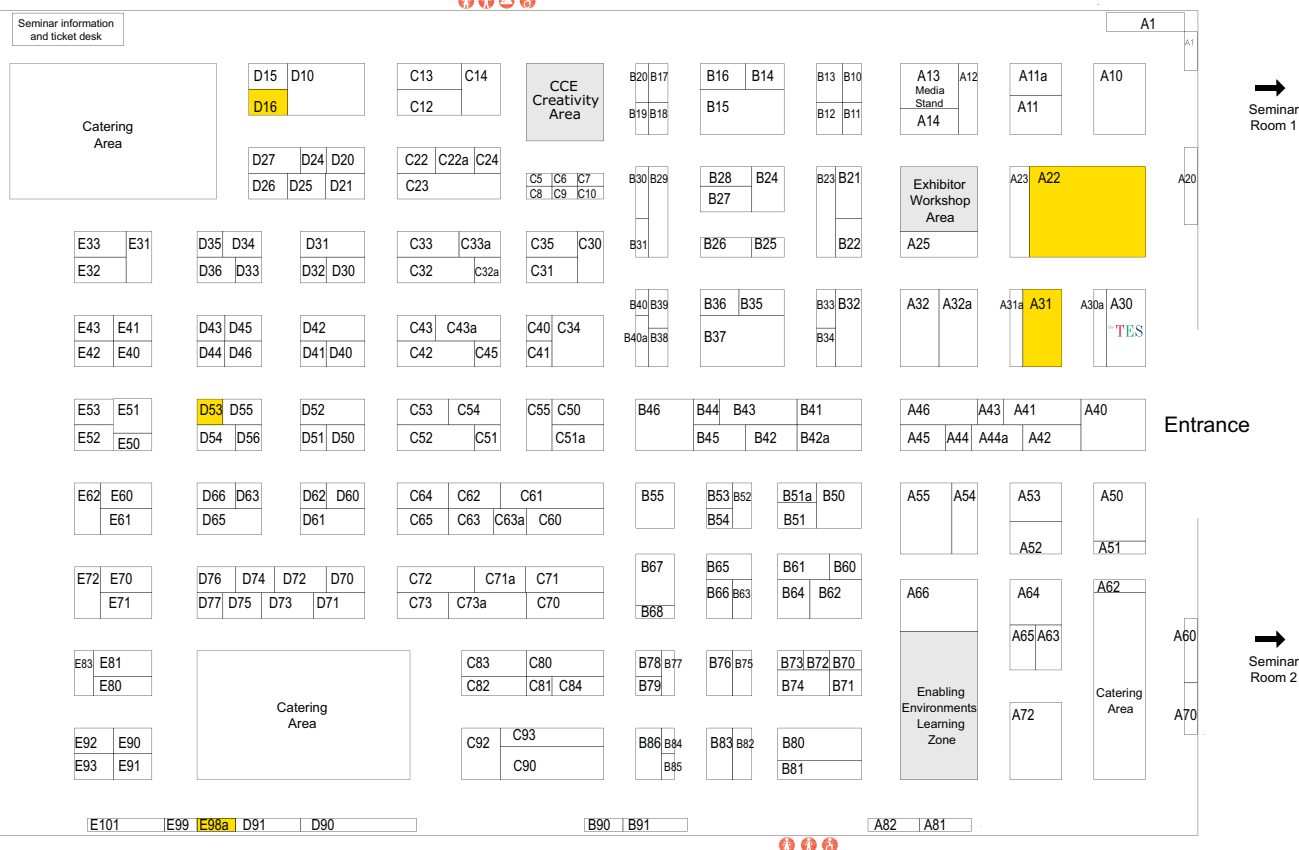 Seminar information
and ticket desk
A1
A1
D15 D10
C13 C14
CCE
Creativity
Area
B20 B17
B16 B14
B13 B10
A13 A12
Media
Stand
A11a
A10
D16
C12
B19 B18
B15
B12 B11
A14
A11
Seminar
Room 1
Catering
Area
D27 D24 D20
C22 C22a C24
D26 D25 D21
C23
C5 C6 C7
C8 C9 C10
B30 B29
B28 B24
B27
B23 B21
Exhibitor
Workshop
Area
A23 A22
A20
E33 E31
D35 D34
D31
C33 C33a
C35 C30
B31
B26 B25
B22
A25
E32
D36 D33
D32 D30
C32 C32a
C31
E43 E41
D43 D45
D42
C43 C43a
C40 C34
B40 B39
B36 B35
B33 B32
A32 A32a
A31a A31
A30a A30
the TES
E42 E40
D44 D46
D41 D40
C42 C45
C41
B40a B38
B37
B34
E53 E51
D53 D55
D52
C53 C54
C55 C50
B46 B44 B43 B41
A46 A43 A41 A40
Entrance
E52 E50
D54 D56
D51 D50
C52 C51
C51a
B45 B42 B42a
A45 A44 A44a A42
E62 E60
D66 D63
D62 D60
C64 C62 C61
B55
B53 B52
B51a B50
A55 A54
A53
A50
E61
D65
D61
C65 C63 C63a C60
B54
B51
A52
A51
E72 E70
D76 D74 D72 D70
C72 C71a C71
B67
B65
B61 B60
A66
A64
A62
E71
D77 D75 D73 D71
C73 C73a C70
B68
B66 B63
B64 B62
A65 A63
A60
E83 E81
C83 C80
B78 B77
B76 B75
B73 B72 B70
Seminar
Room 2
E80
C82 C81 C84
B79
B74 B71
Catering
Area
Enabling
Environments
Learning
Zone
Catering
Area
A72
A70
E92 E90
C92 C93
B86 B84
B83 B82
B80
E93 E91
C90
B85
B81
E101 E99 E98a D91 D90
B90 B91
A82 A81